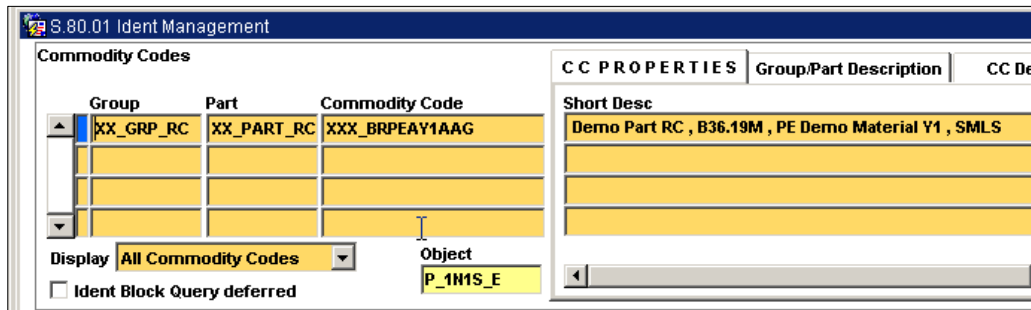 S.80.01 Ident Management
Commodity Codes
CC PROPERTIES Group/Part Description CC De
Group Part Commodity Code Short Desc
XX_GRP_RC XX_PART_RC XXX_BRPEAY1AAG Demo Part RC , B36.19M , PE Demo Material Y1 , SMLS
Display All Commodity Codes Object
P_1N1S_E
Ident Block Query deferred